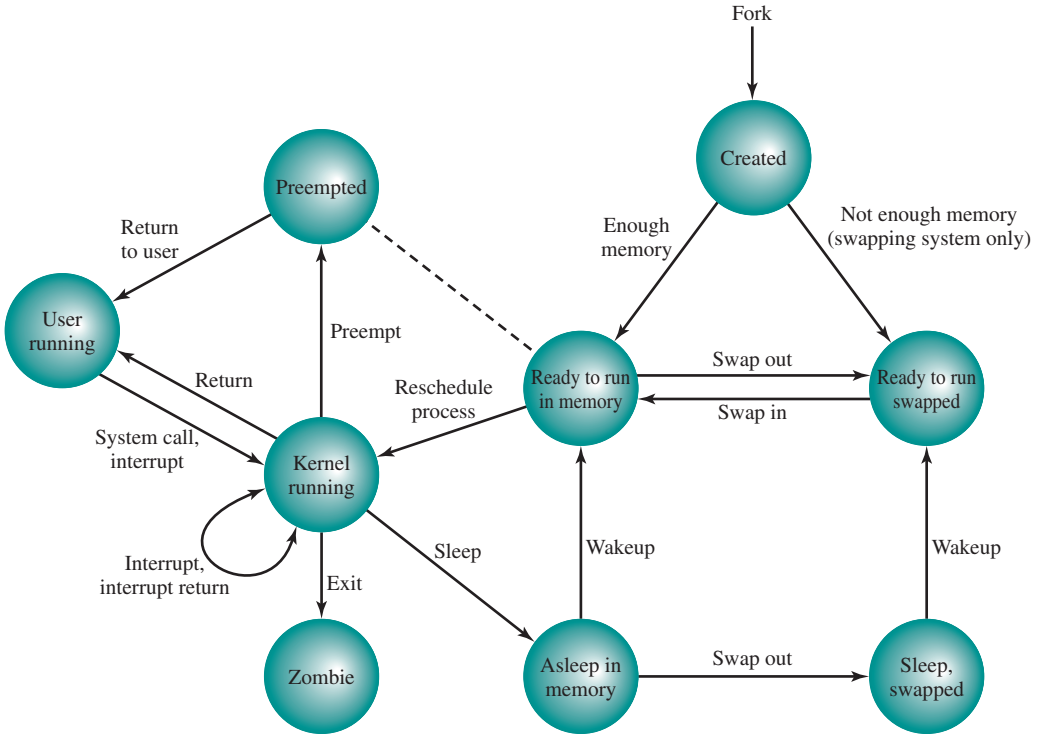 Fork
Created
Preempted
Return
to user
Enough
memory
Not enough memory
(swapping system only)
User
running
Preempt
Return
Reschedule
process
Ready to run
in memory
Swap out
Swap in
Ready to run
swapped
System call,
interrupt
Kernel
running
Interrupt,
interrupt return
Sleep
Wakeup
Wakeup
Exit
Zombie
Asleep in
memory
Swap out
Sleep,
swapped